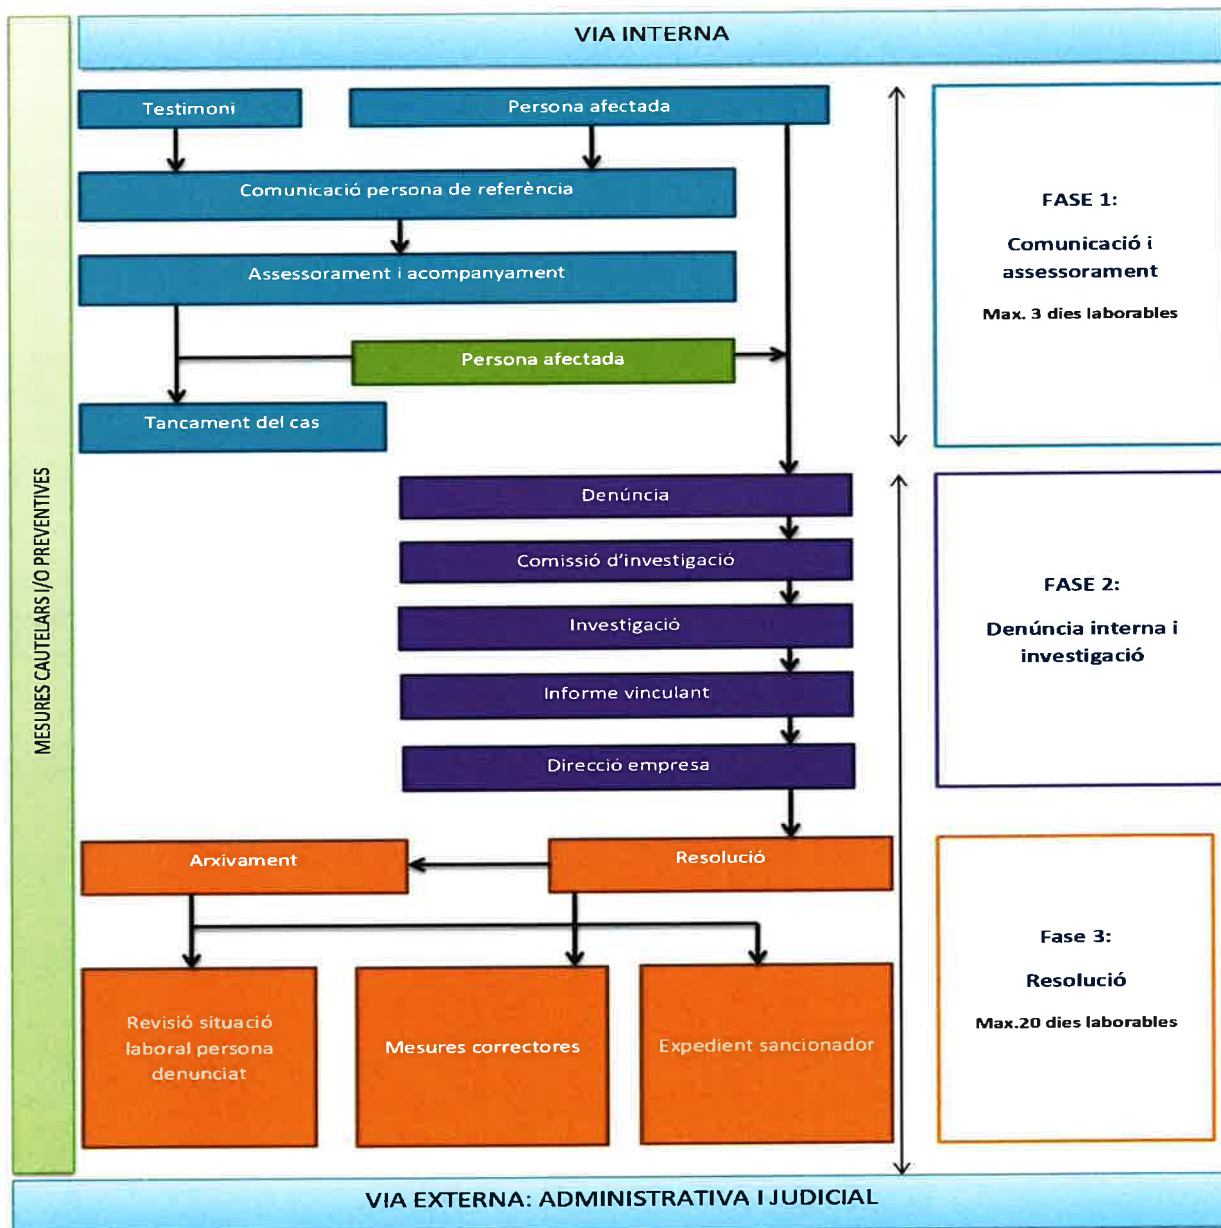 VIA INTERNA
MESURES CAUTELARS I/O PREVENTIVES
Testimoni
Persona afectada
Comunicació persona de referència
Assessorament i acompanyament
Persona afectada
Tancament del cas
FASE 1:
Comunicació i
assessorament
Max. 3 dies laborables
Denúncia
Comissió d'investigació
Investigació
Informe vinculant
Direcció empresa
FASE 2:
Denúncia interna i
investigació
Arxivament
Resolució
Revisió situació
laboral persona
denunciat
Mesures correctores
Expedient sancionador
Fase 3:
Resolució
Max.20 dies laborables
VIA EXTERNA: ADMINISTRATIVA I JUDICIAL